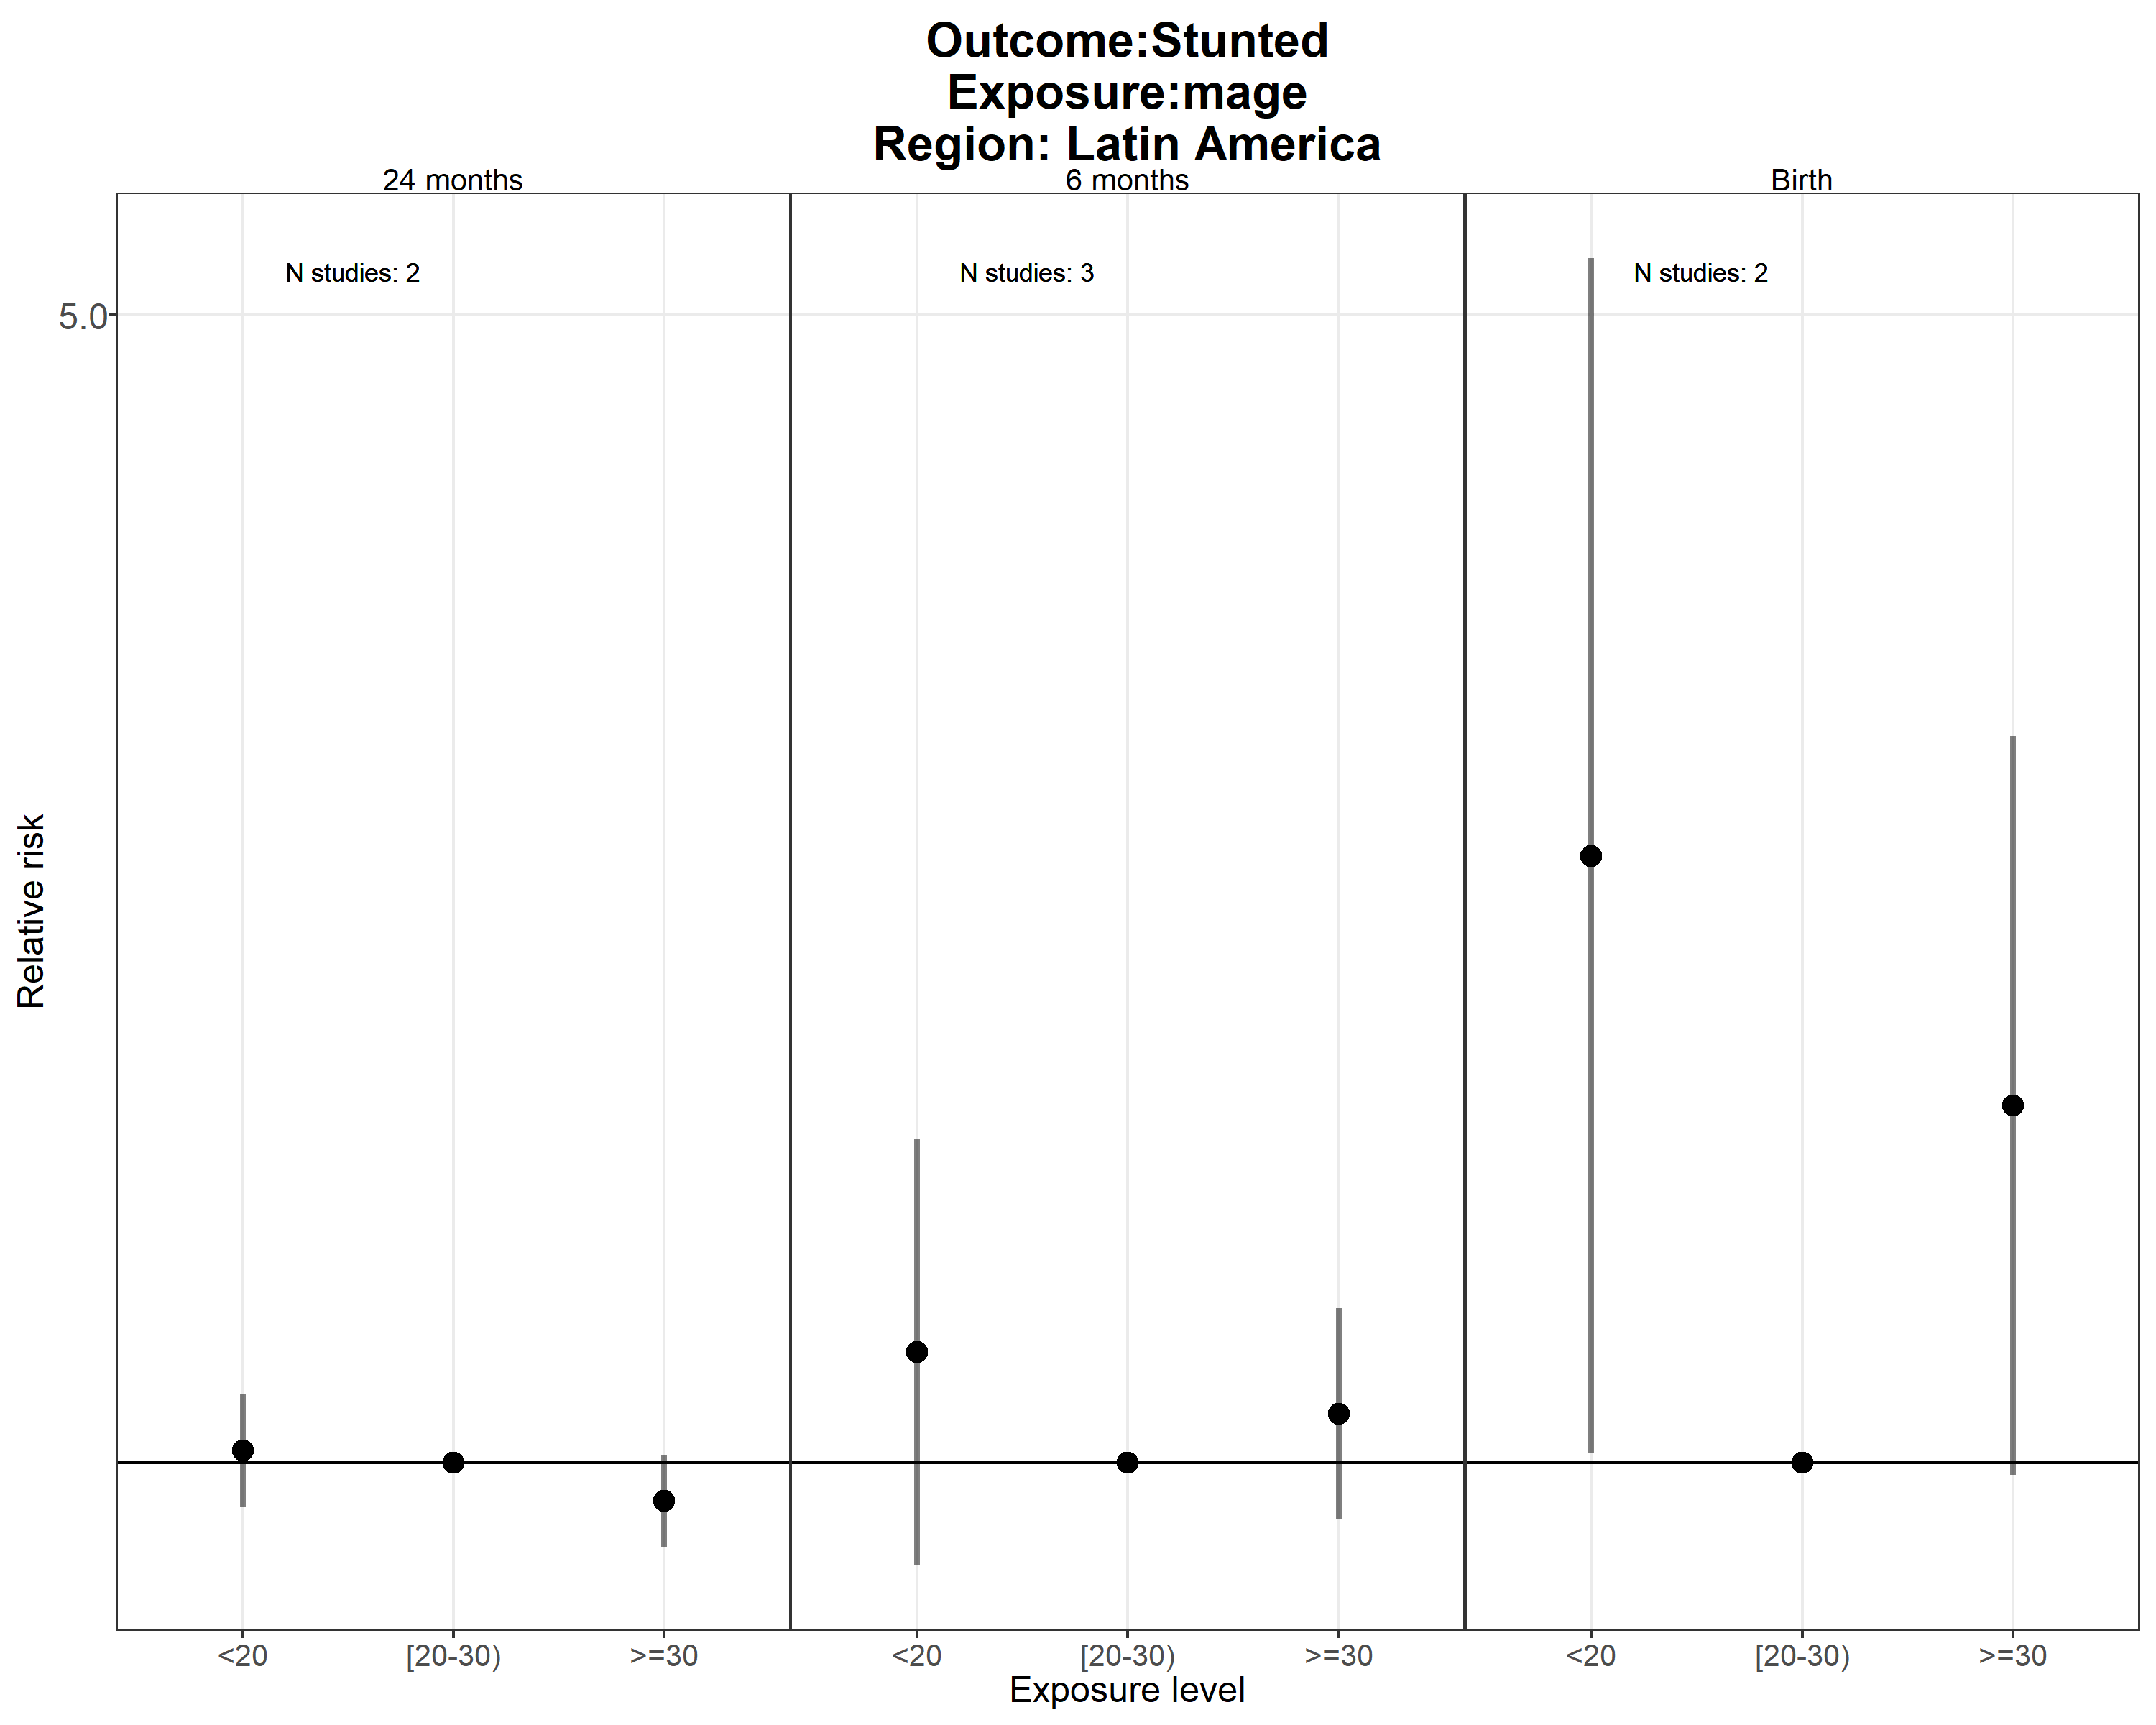 Outcome:Stunted
Exposure:mage
Region: Latin America
24 months
6 months
Birth
N studies: 2
N studies: 3
N studies: 2
5.0
Relative risk
<20
[20-30)
>=30
<20
[20-30)
>=30
<20
[20-30)
>=30
Exposure level